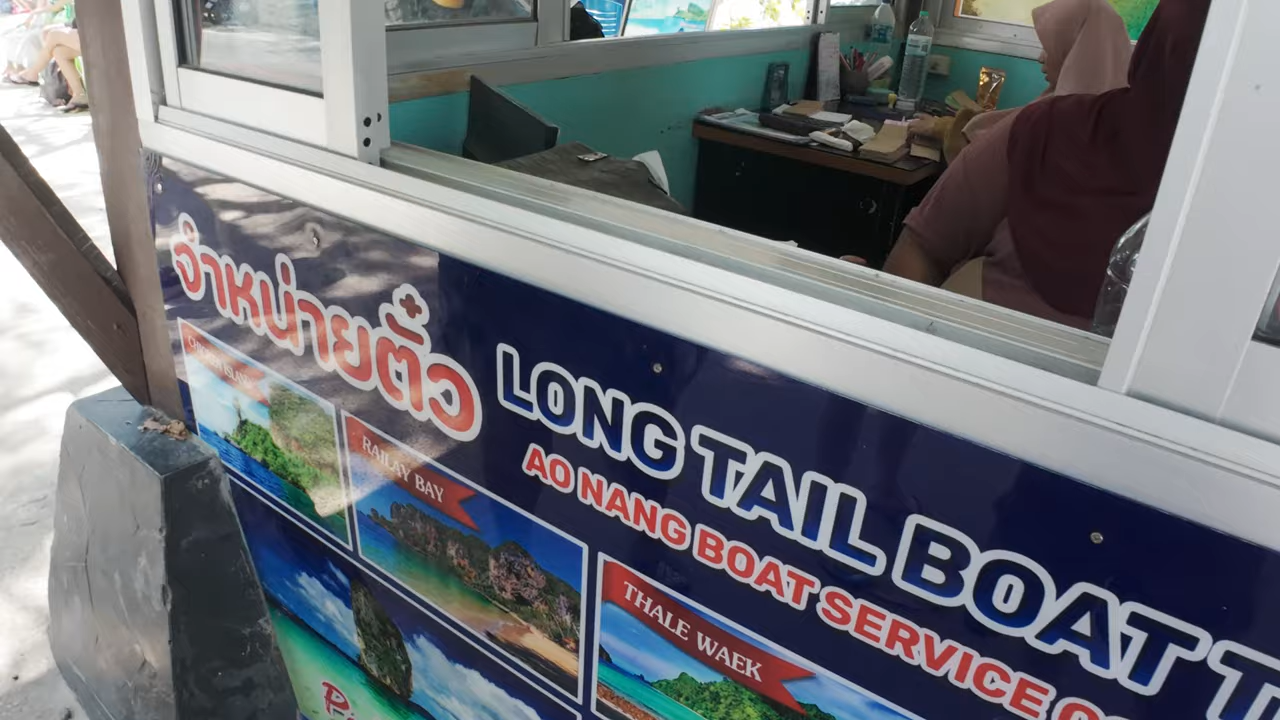 จำหน่ายตั๋ว
LONG TAIL BOAT
AO NANG BOAT SERVICE
RAILAY BAY
THALE WAEK